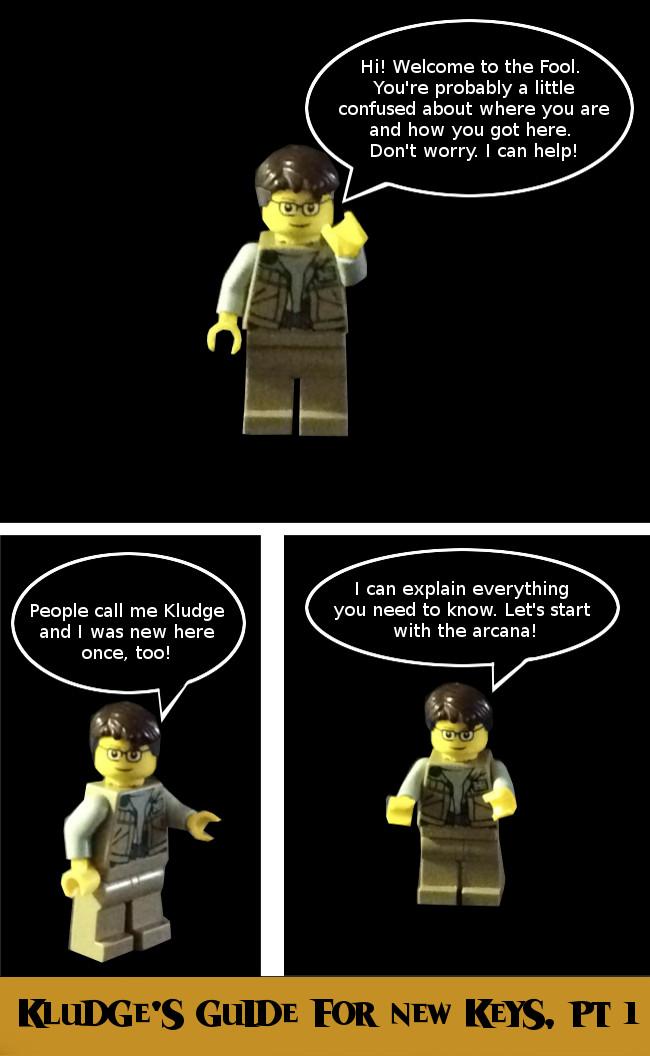 Hi! Welcome to the Fool.
You're probably a little
confused about where you are
and how you got here.
Don't worry. I can help!
People call me Kludge
and I was new here
once, too!
I can explain everything
you need to know. Let's start
with the arcana!
KLUDGE'S GUIDE FOR NEW KEYS, PT 1